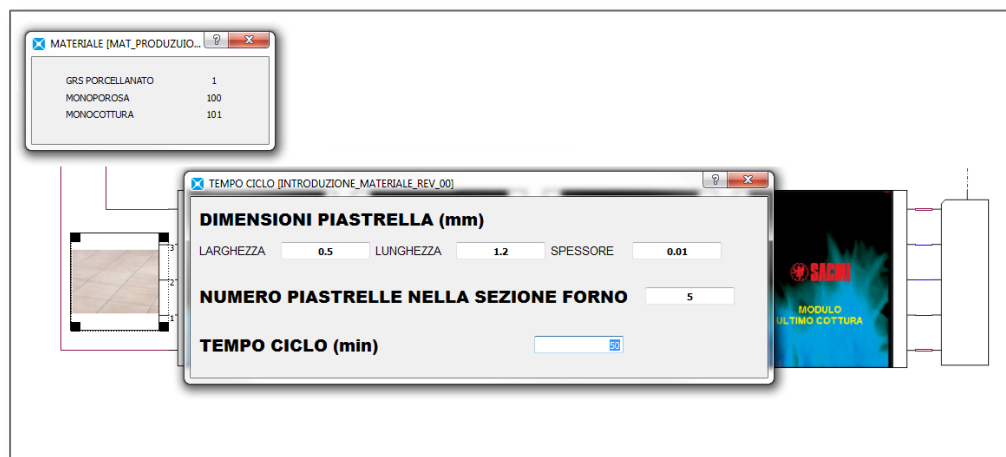 MATERIALE [MAT_PRODUZUIO...
GRS PORCELLANATO 1
MONOPOROSA 100
MONOCOTTURA 101
TEMPO CICLO [INTRODUZIONE_MATERIALE_REV_00]
DIMENSIONI PIASTRELLA (mm)
LARGHEZZA 0.5 LUNGHEZZA 1.2 SPESSORE 0.01
NUMERO PIASTRELLE NELLA SEZIONE FORNO 5
TEMPO CICLO (min) 50
3
2
1
SACMI
MODULO
ULTIMO COTTURA